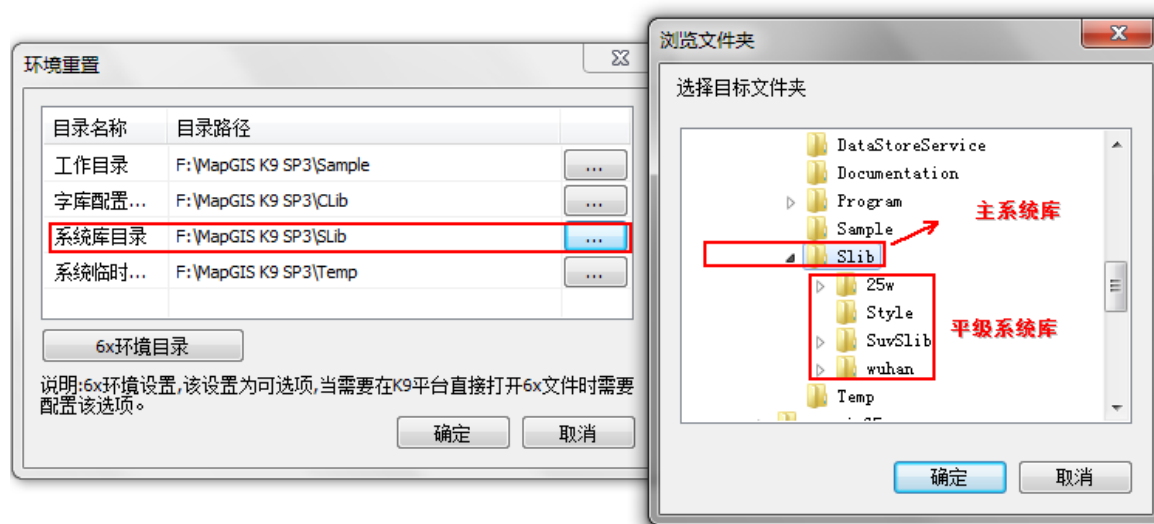 环境重置
目录名称 目录路径
工作目录 F:\MapGIS K9 SP3\Sample ...
字库配置... F:\MapGIS K9 SP3\CLib ...
系统库目录 F:\MapGIS K9 SP3\SLib ...
系统临时... F:\MapGIS K9 SP3\Temp ...
6x环境目录
说明:6x环境设置,该设置为可选项,当需要在K9平台直接打开6x文件时需要
配置该选项。
确定 取消
浏览文件夹
选择目标文件夹
DataStoreService
Documentation
Program
主系统库
Sample
Slib
25w
Style
平级系统库
SuvSlib
wuhan
Temp
确定 取消